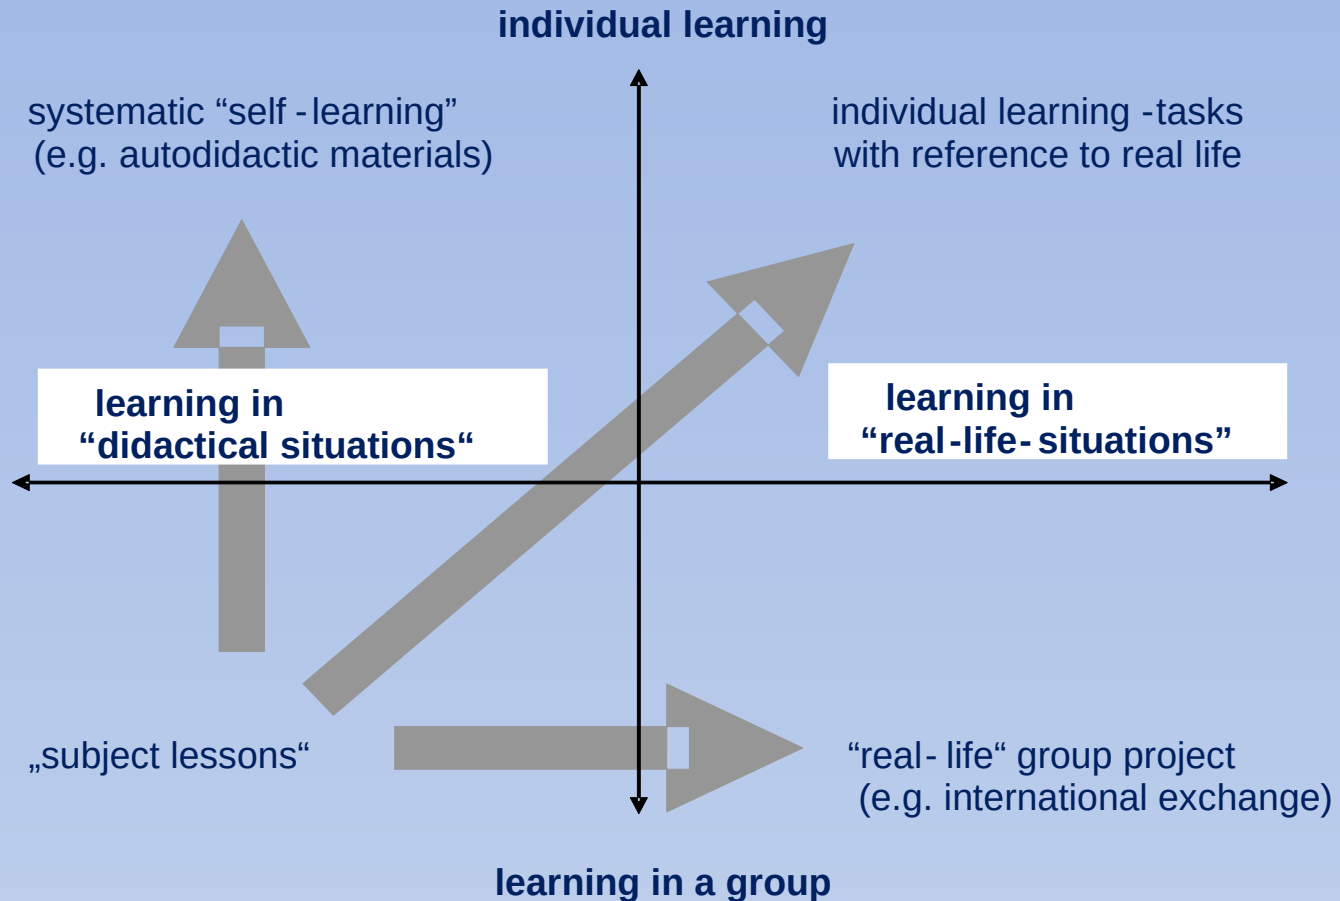 individual learning
systematic “self -learning”
(e.g. autodidactic materials)
individual learning -tasks
with reference to real life
learning in
“didactical situations“
learning in
“real-life-situations”
„subject lessons“
“real-life“ group project
(e.g. international exchange)
learning in a group